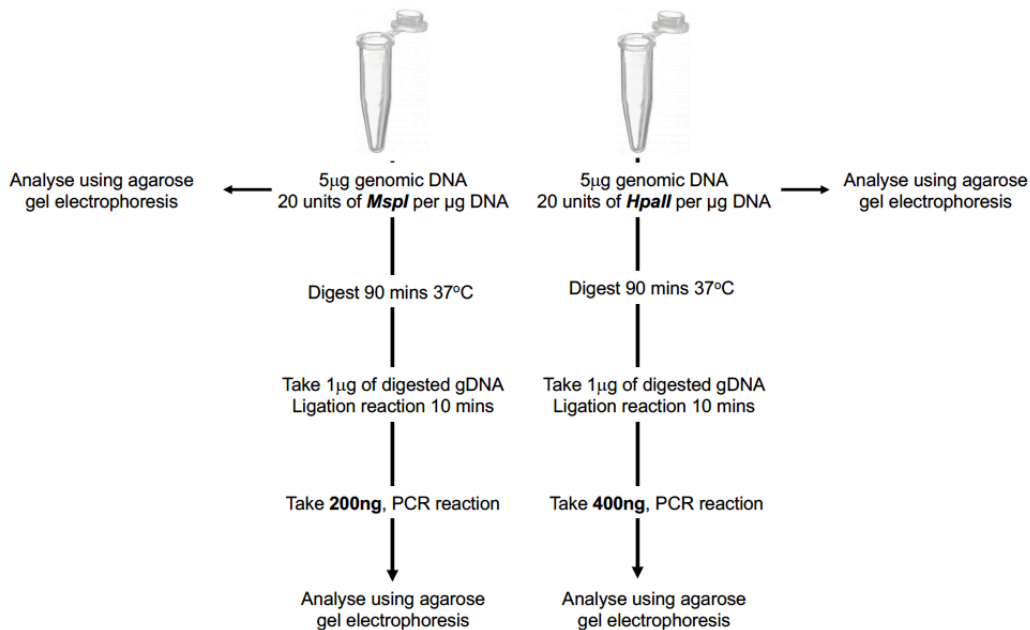 Analyse using agarose
gel electrophoresis
5µg genomic DNA
20 units of MspI per µg DNA
5µg genomic DNA
20 units of HpaII per µg DNA
Analyse using agarose
gel electrophoresis
Digest 90 mins 37ºC
Digest 90 mins 37ºC
Take 1µg of digested gDNA
Ligation reaction 10 mins
Take 1µg of digested gDNA
Ligation reaction 10 mins
Take 200ng, PCR reaction
Take 400ng, PCR reaction
Analyse using agarose
gel electrophoresis
Analyse using agarose
gel electrophoresis